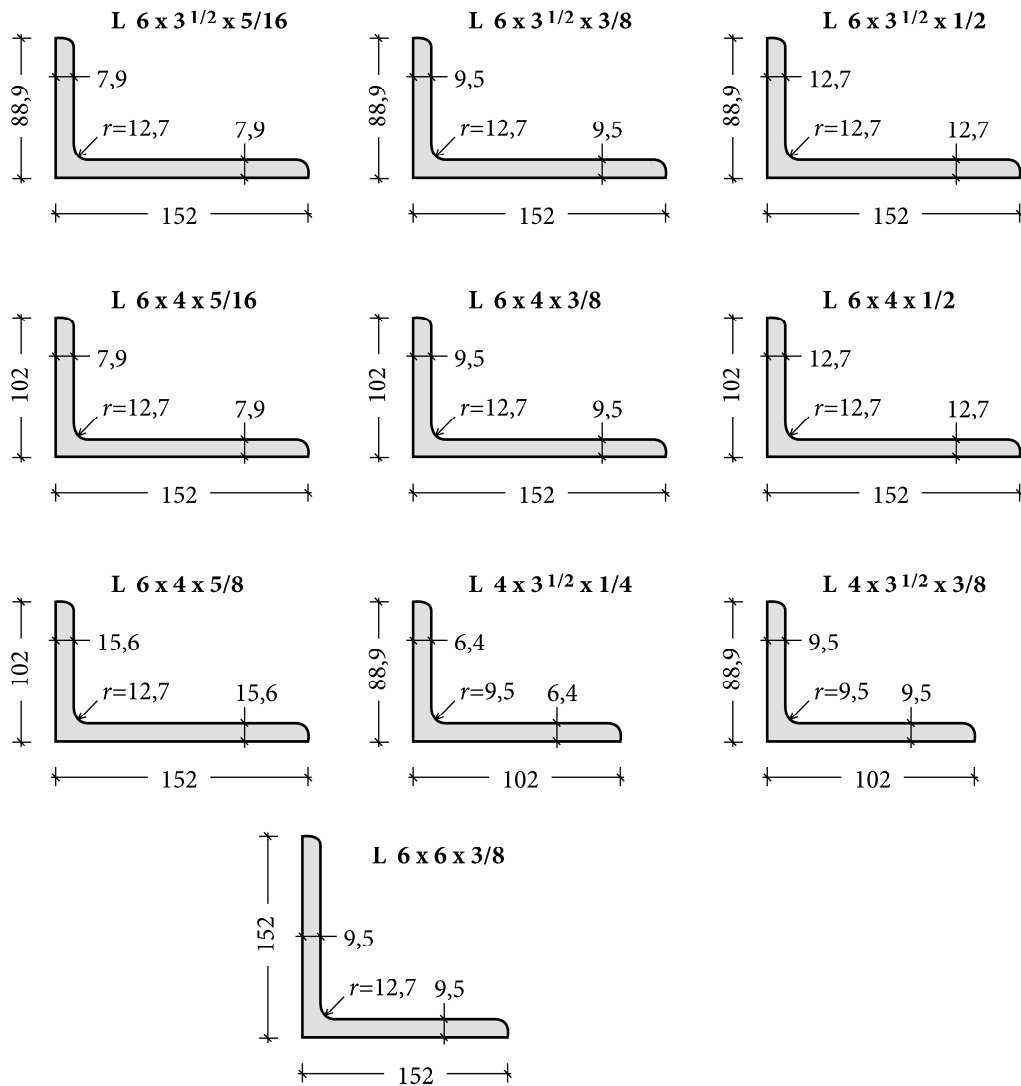 L 6 x 3 1/2 x 5/16
L 6 x 3 1/2 x 3/8
L 6 x 3 1/2 x 1/2
88,9
7,9
r=12,7
7,9
152
88,9
9,5
r=12,7
9,5
152
88,9
12,7
r=12,7
12,7
152
L 6 x 4 x 5/16
L 6 x 4 x 3/8
L 6 x 4 x 1/2
102
7,9
r=12,7
7,9
152
102
9,5
r=12,7
9,5
152
102
12,7
r=12,7
12,7
152
L 6 x 4 x 5/8
L 4 x 3 1/2 x 1/4
L 4 x 3 1/2 x 3/8
102
15,6
r=12,7
15,6
152
88,9
6,4
r=9,5
6,4
102
88,9
9,5
r=9,5
9,5
102
L 6 x 6 x 3/8
152
9,5
r=12,7
9,5
152